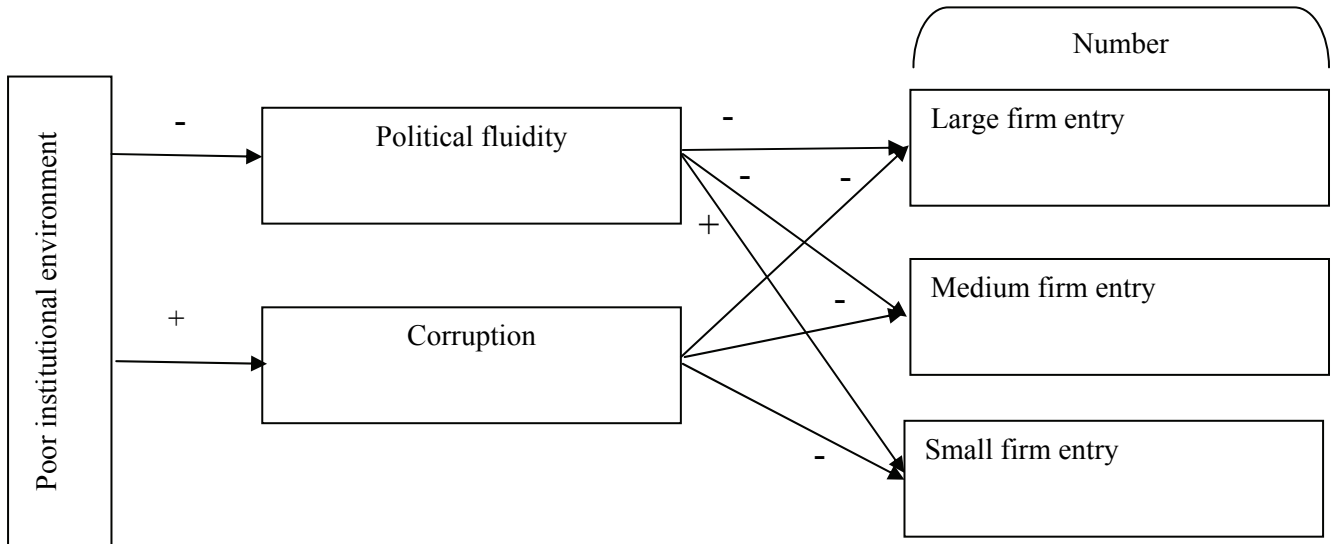 Number
Poor institutional environment
-
Political fluidity
-
Large firm entry
-
-
+
Medium firm entry
+
Corruption
-
Small firm entry
-